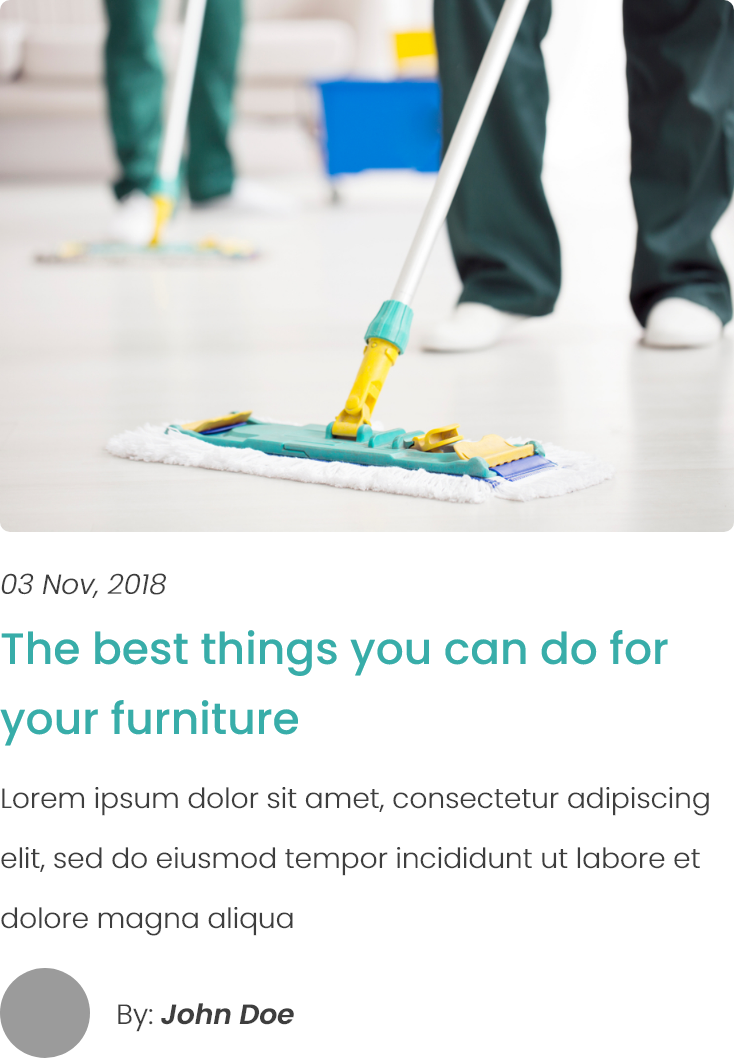 03 Nov, 2018
The best things you can do for
your furniture
Lorem ipsum dolor sit amet, consectetur adipiscing
elit, sed do eiusmod tempor incididunt ut labore et
dolore magna aliqua
By: John Doe